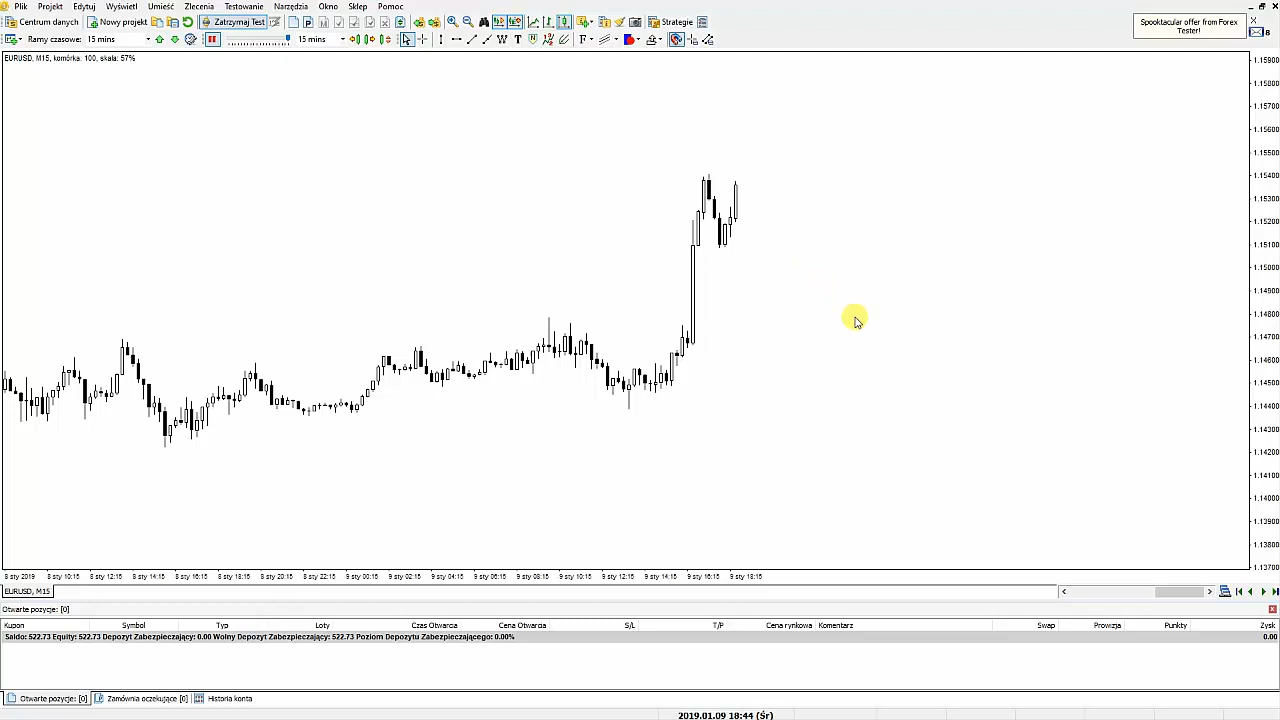 Plik Projekt Edytuj Wyświetl Umieść Zlecenia Testowanie Narzędzia Okno Sklep Pomoc
Centrum danych Nowy projekt Zatrzymaj Test Strategie
Spooktacular offer from Forex
Tester!
8
Ramy czasowe: 15 mins 15 mins
EURUSD, M15, komórka: 100, skala: 57%
1.15900
1.15800
1.15700
1.15600
1.15500
1.15400
1.15300
1.15200
1.15100
1.15000
1.14900
1.14800
1.14700
1.14600
1.14500
1.14400
1.14300
1.14200
1.14100
1.14000
1.13900
1.13800
1.13700
8 sty 2019 8 sty 10:15 8 sty 12:15 8 sty 14:15 8 sty 16:15 8 sty 18:15 8 sty 20:15 8 sty 22:15 9 sty 00:15 9 sty 02:15 9 sty 04:15 9 sty 06:15 9 sty 08:15 9 sty 10:15 9 sty 12:15 9 sty 14:15 9 sty 16:15 9 sty 18:15
EURUSD, M15
Otwarte pozycje: [0]
Kupon Symbol Typ Loty Czas Otwarcia Cena Otwarcia S/L T/P Cena rynkowa Komentarz Swap Prowizja Punkty Zysk
Saldo: 522.73 Equity: 522.73 Depozyt Zabezpieczający: 0.00 Wolny Depozyt Zabezpieczający: 522.73 Poziom Depozytu Zabezpieczającego: 0.00% 0.00
Otwarte pozycje: [0] Zamównia oczekujące [0] Historia konta
2019.01.09 18:44 (Śr)